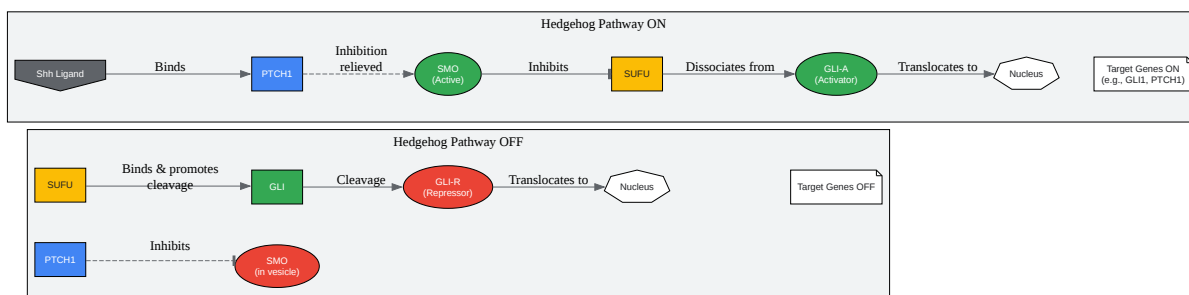 Hedgehog Pathway ON
Shh Ligand
Binds
PTCH1
Inhibition
relieved
SMO
(Active)
Inhibits
SUFU
Dissociates from
GLI-A
(Activator)
Translocates to
Nucleus
Target Genes ON
(e.g., GLI1, PTCH1)
Hedgehog Pathway OFF
SUFU
Binds & promotes
cleavage
GLI
Cleavage
GLI-R
(Repressor)
Translocates to
Nucleus
Target Genes OFF
PTCH1
Inhibits
SMO
(in vesicle)